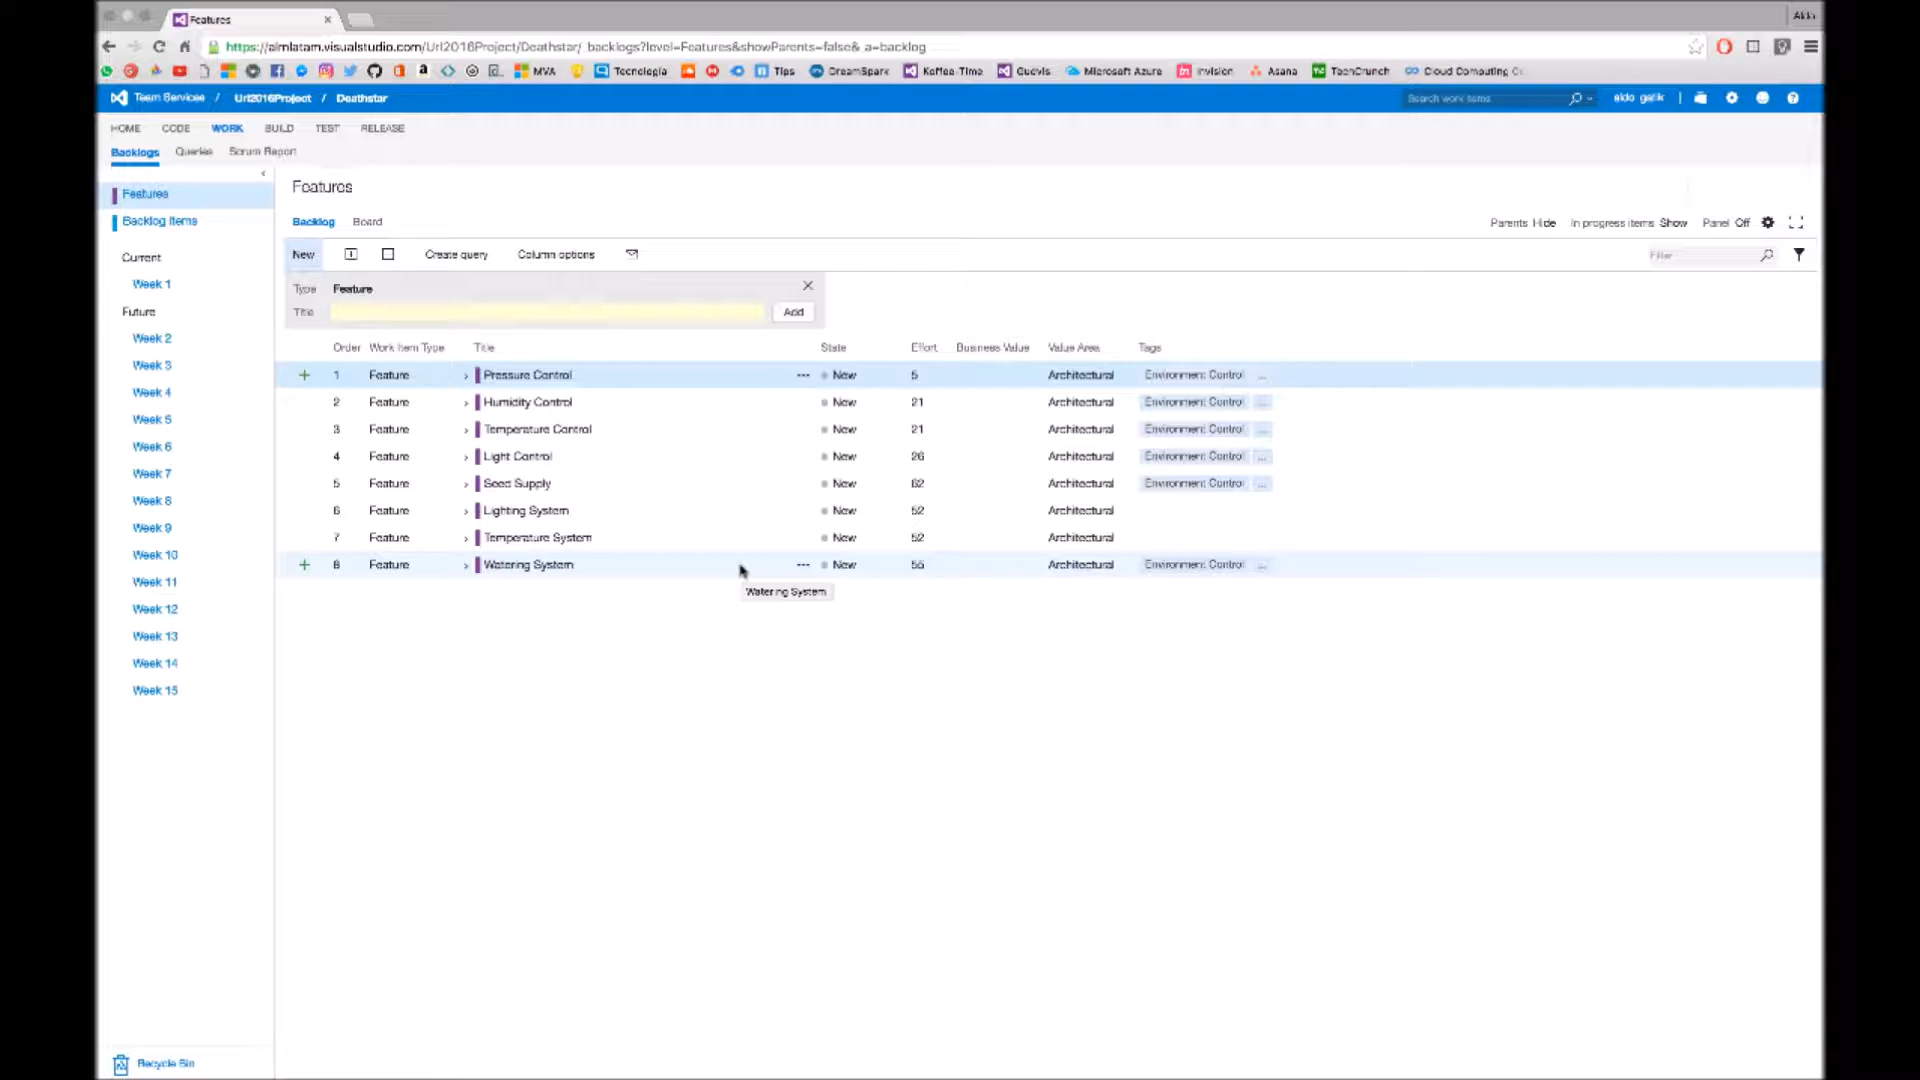 Features
Aldo
https://almlatam.visualstudio.com/Url2016Project/Deathstar/_backlogs?level=Features&showParents=false&_a=backlog
MVA Tecnología Tips DreamSpark Koffee-Time Guovis Microsoft Azure Invision Asana TechCrunch Cloud Computing
Team Services / Url2016Project / Deathstar
Search work items
aldo
HOME CODE WORK BUILD TEST RELEASE
Backlogs Queries Scrum Report
Features
Backlog items
Current
Week 1
Future
Week 2
Week 3
Week 4
Week 5
Week 6
Week 7
Week 8
Week 9
Week 10
Week 11
Week 12
Week 13
Week 14
Week 15
Recycle Bin
Features
Backlog Board
Parents Hide In progress items Show Panel Off
New Create query Column options
Filter
Type Feature
Title Add
Order Work Item Type Title State Effort Business Value Value Area Tags
1 Feature Pressure Control ... New 5 Architectural Environment Control ...
2 Feature Humidity Control New 21 Architectural Environment Control ...
3 Feature Temperature Control New 21 Architectural Environment Control ...
4 Feature Light Control New 26 Architectural Environment Control ...
5 Feature Seed Supply New 62 Architectural Environment Control ...
6 Feature Lighting System New 52 Architectural
7 Feature Temperature System New 52 Architectural
8 Feature Watering System ... New 55 Architectural Environment Control ...
Watering System